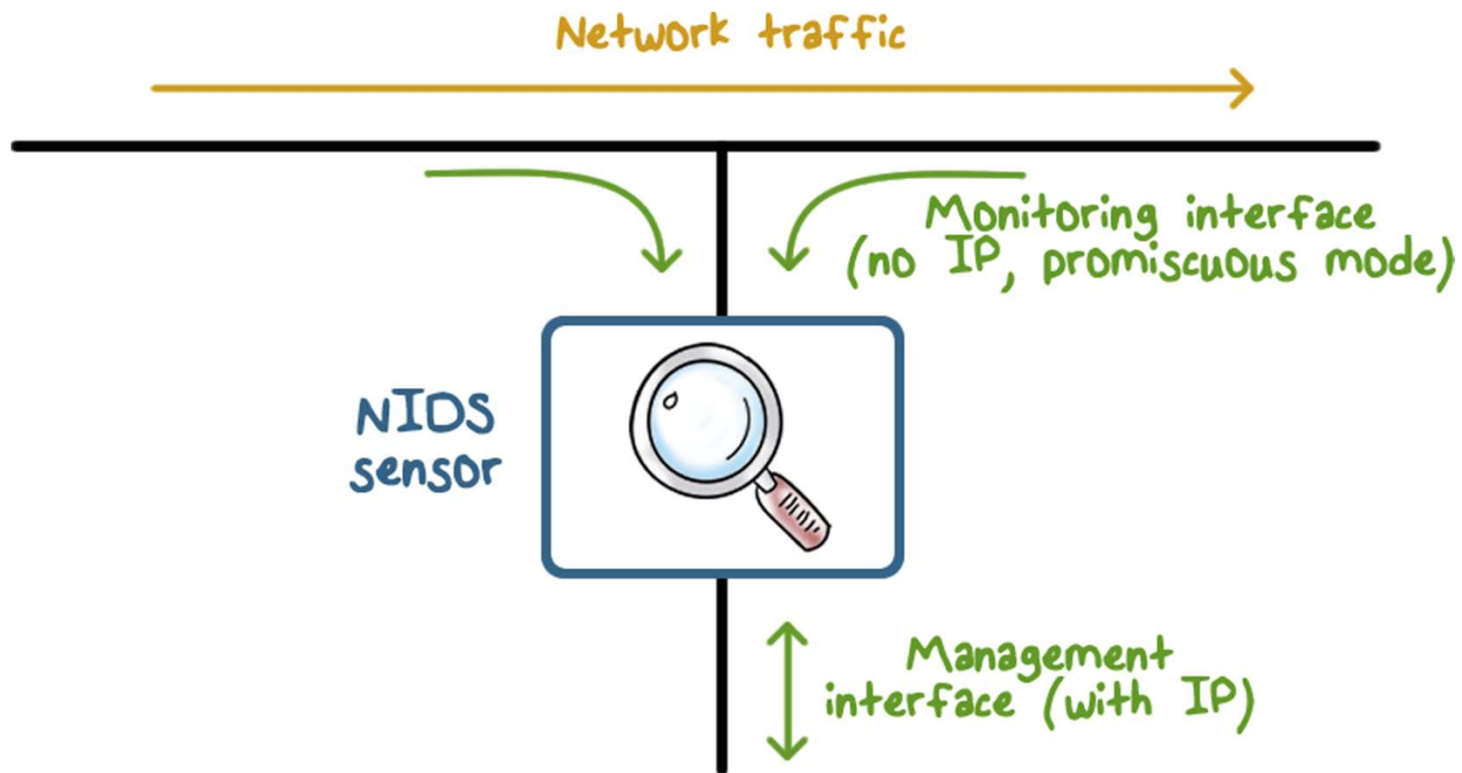 Network traffic
Monitoring interface
(no IP, promiscuous mode)
NIDS
sensor
Management
interface (with IP)